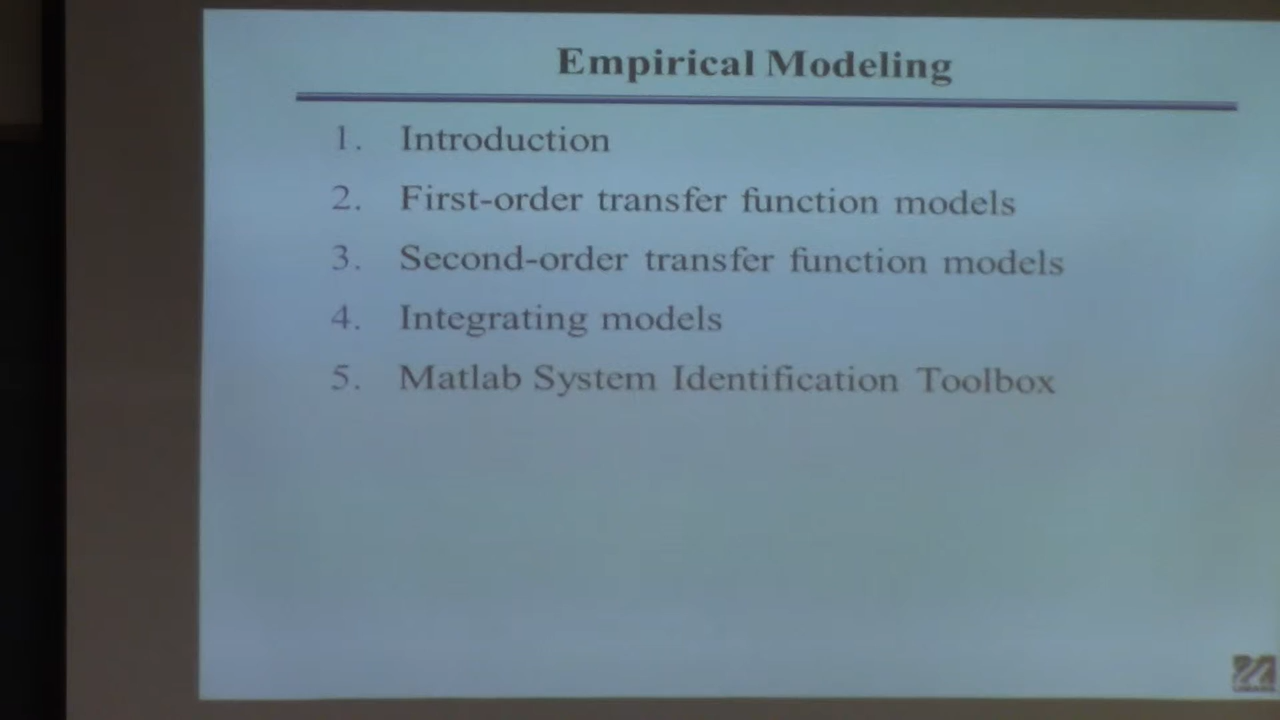 Empirical Modeling
1. Introduction
2. First-order transfer function models
3. Second-order transfer function models
4. Integrating models
5. Matlab System Identification Toolbox